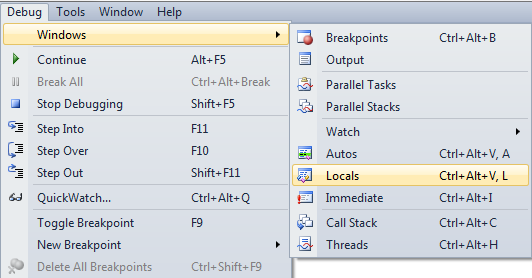 Debug Tools Window Help
Windows
Continue Alt+F5
Break All Ctrl+Alt+Break
Stop Debugging Shift+F5
Step Into F11
Step Over F10
Step Out Shift+F11
QuickWatch... Ctrl+Alt+Q
Toggle Breakpoint F9
New Breakpoint
Delete All Breakpoints Ctrl+Shift+F9
Breakpoints Ctrl+Alt+B
Output
Parallel Tasks
Parallel Stacks
Watch
Autos Ctrl+Alt+V, A
Locals Ctrl+Alt+V, L
Immediate Ctrl+Alt+I
Call Stack Ctrl+Alt+C
Threads Ctrl+Alt+H